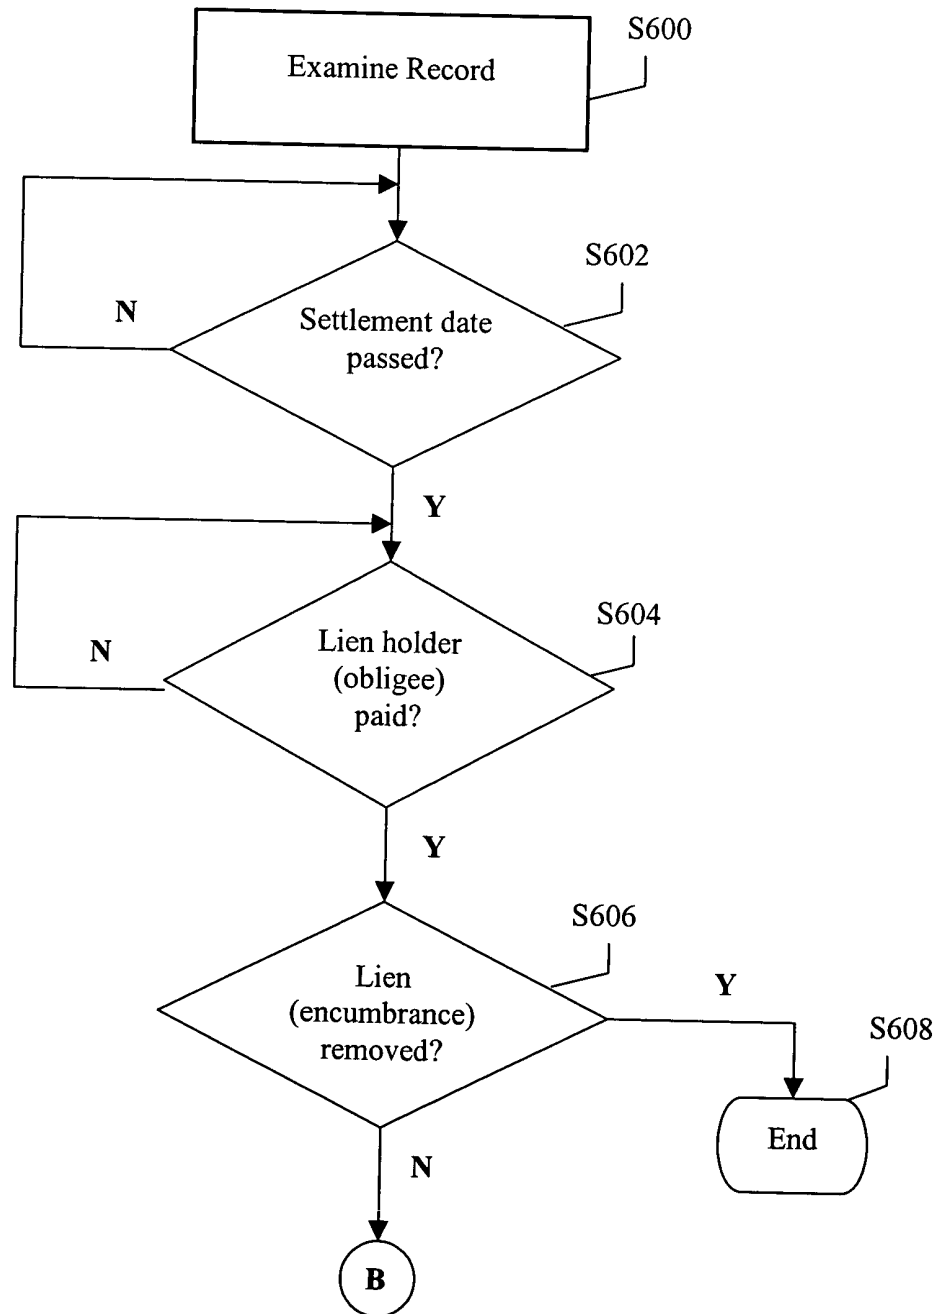 S600
Examine Record
S602
N
Settlement date
passed?
Y
S604
N
Lien holder
(obligee)
paid?
Y
S606
Lien
(encumbrance)
removed?
Y
S608
End
N
B